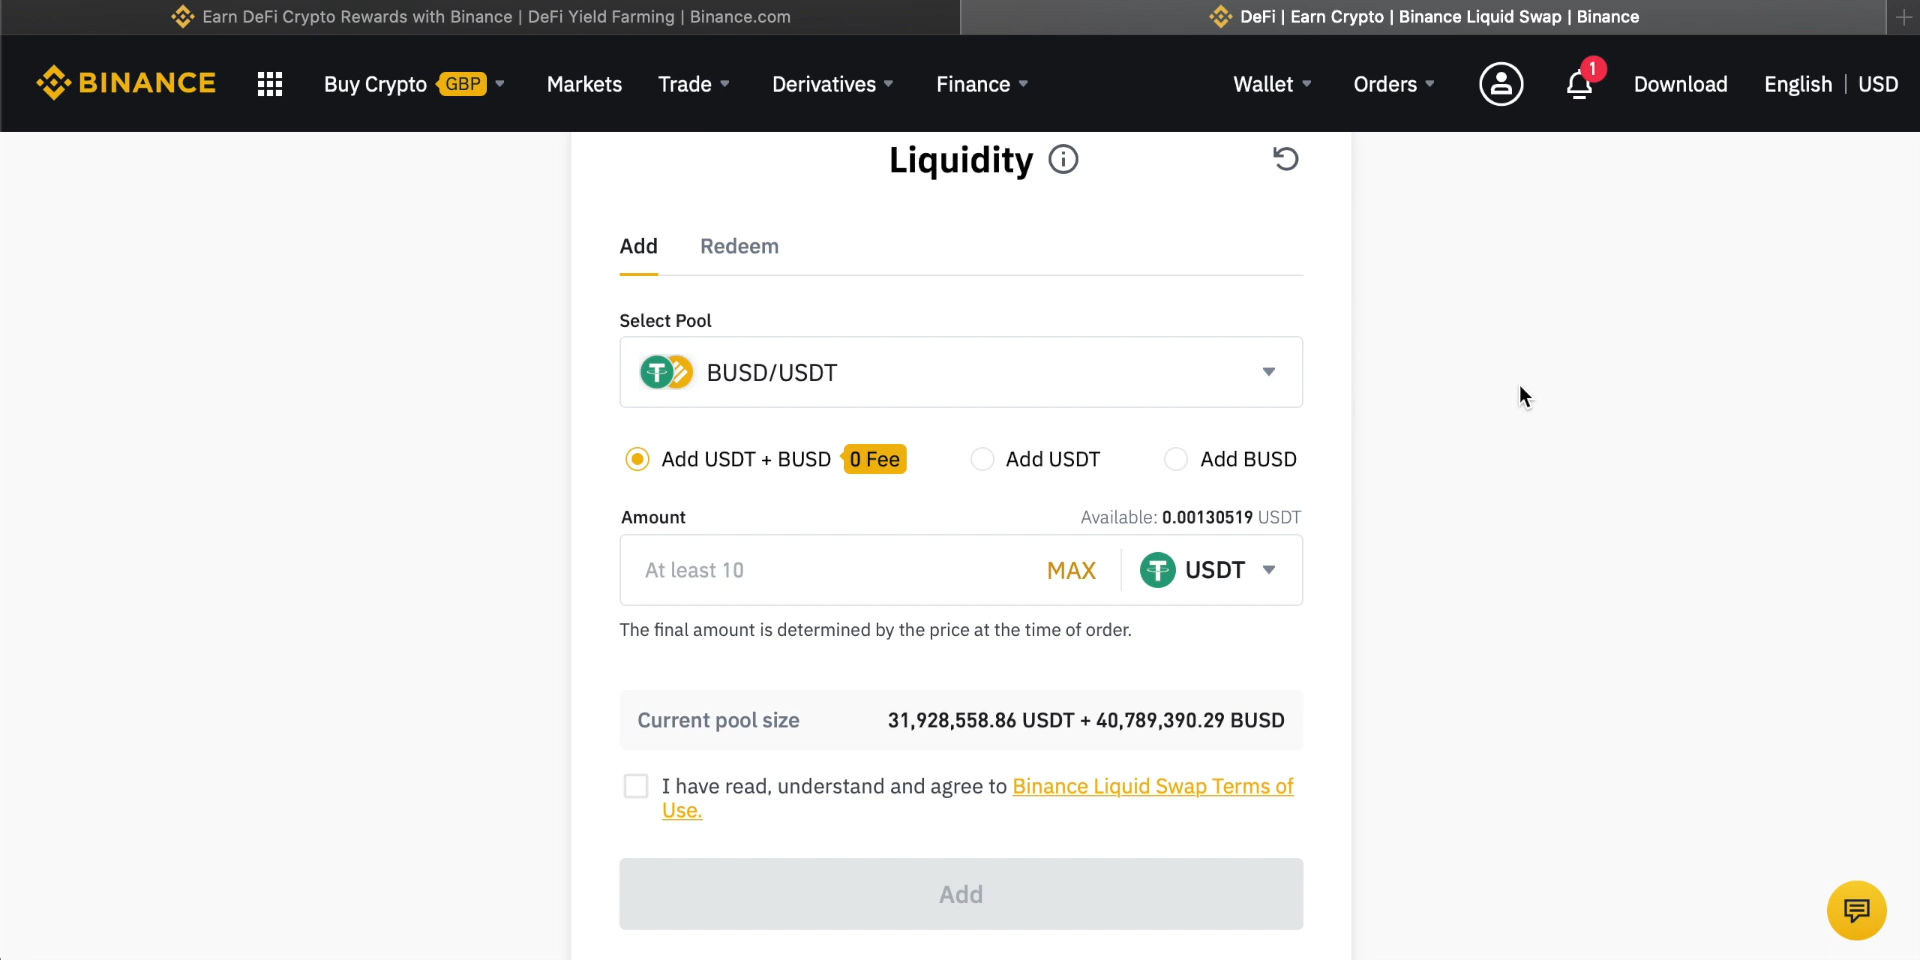 Earn DeFi Crypto Rewards with Binance | DeFi Yield Farming | Binance.com
DeFi | Earn Crypto | Binance Liquid Swap | Binance
BINANCE
Buy Crypto GBP
Markets
Trade
Derivatives
Finance
Wallet
Orders
1
Download
English | USD
Liquidity
Add
Redeem
Select Pool
BUSD/USDT
Add USDT + BUSD 0 Fee
Add USDT
Add BUSD
Amount
Available: 0.00130519 USDT
At least 10
MAX
USDT
The final amount is determined by the price at the time of order.
Current pool size
31,928,558.86 USDT + 40,789,390.29 BUSD
I have read, understand and agree to Binance Liquid Swap Terms of
Use.
Add